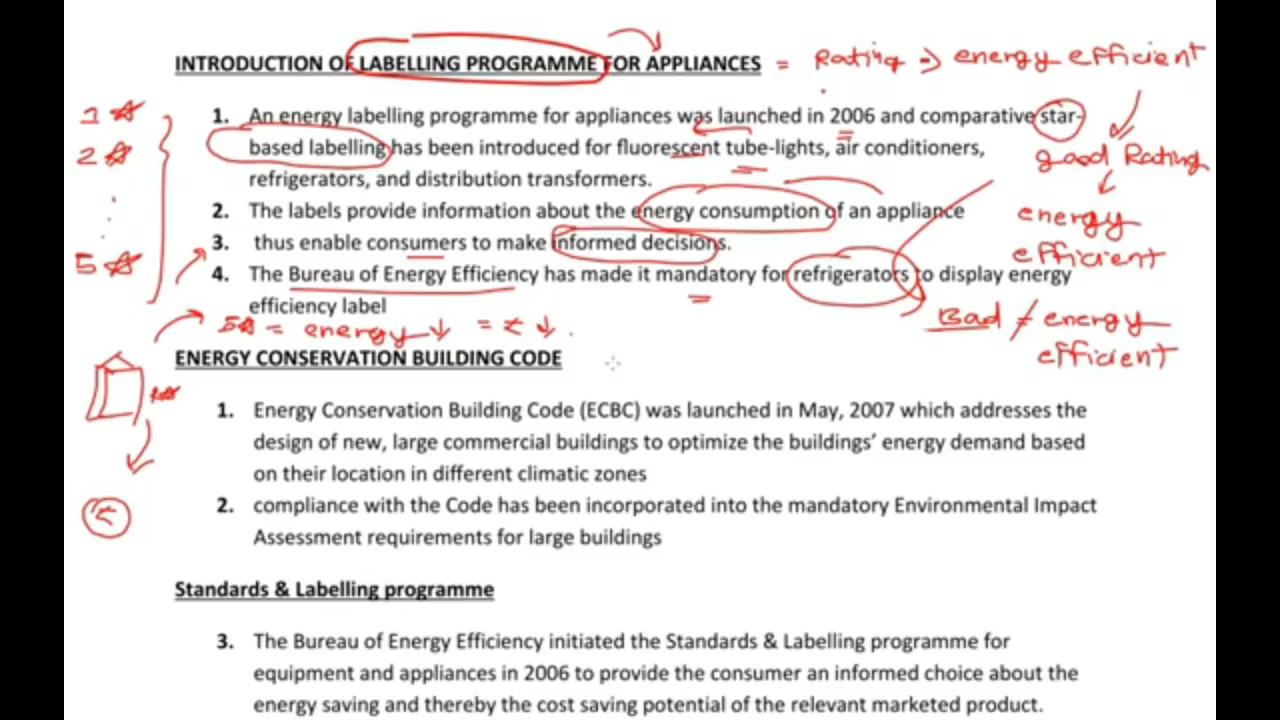 INTRODUCTION OF LABELLING PROGRAMME FOR APPLIANCES = Rating -> energy efficient
1 ☆
2 ☆
5 ☆
1. An energy labelling programme for appliances was launched in 2006 and comparative star-
based labelling has been introduced for fluorescent tube-lights, air conditioners,
refrigerators, and distribution transformers.
good Rating
2. The labels provide information about the energy consumption of an appliance
energy
efficient
3. thus enable consumers to make informed decisions.
4. The Bureau of Energy Efficiency has made it mandatory for refrigerators to display energy
efficiency label
Bad ≠ energy
efficient
5☆ = energy ↓ = ₹ ↓ .
ENERGY CONSERVATION BUILDING CODE
1. Energy Conservation Building Code (ECBC) was launched in May, 2007 which addresses the
design of new, large commercial buildings to optimize the buildings’ energy demand based
on their location in different climatic zones
2. compliance with the Code has been incorporated into the mandatory Environmental Impact
Assessment requirements for large buildings
₹
Standards & Labelling programme
3. The Bureau of Energy Efficiency initiated the Standards & Labelling programme for
equipment and appliances in 2006 to provide the consumer an informed choice about the
energy saving and thereby the cost saving potential of the relevant marketed product.